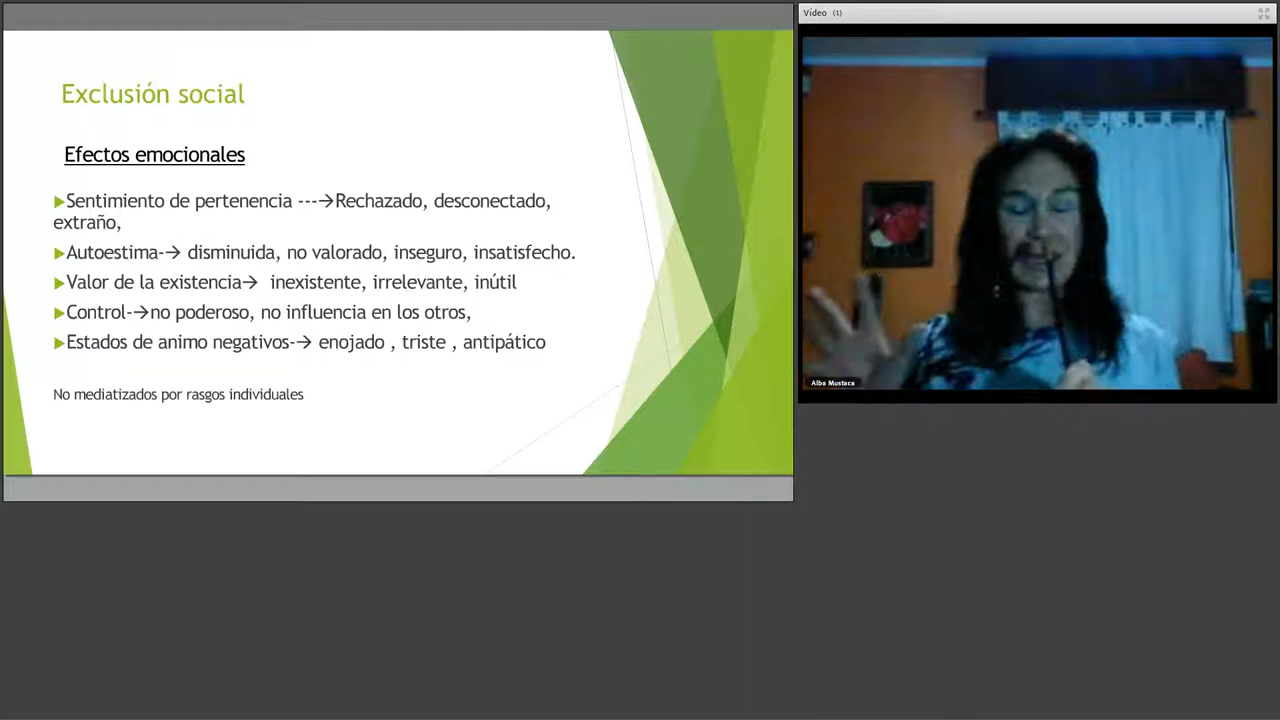 Exclusión social
Efectos emocionales
▶Sentimiento de pertenencia ---→Rechazado, desconectado,
extraño,
▶Autoestima-→ disminuida, no valorado, inseguro, insatisfecho.
▶Valor de la existencia→ inexistente, irrelevante, inútil
▶Control-→no poderoso, no influencia en los otros,
▶Estados de animo negativos-→ enojado , triste , antipático
No mediatizados por rasgos individuales
Vídeo (1)
Alba Mustaca